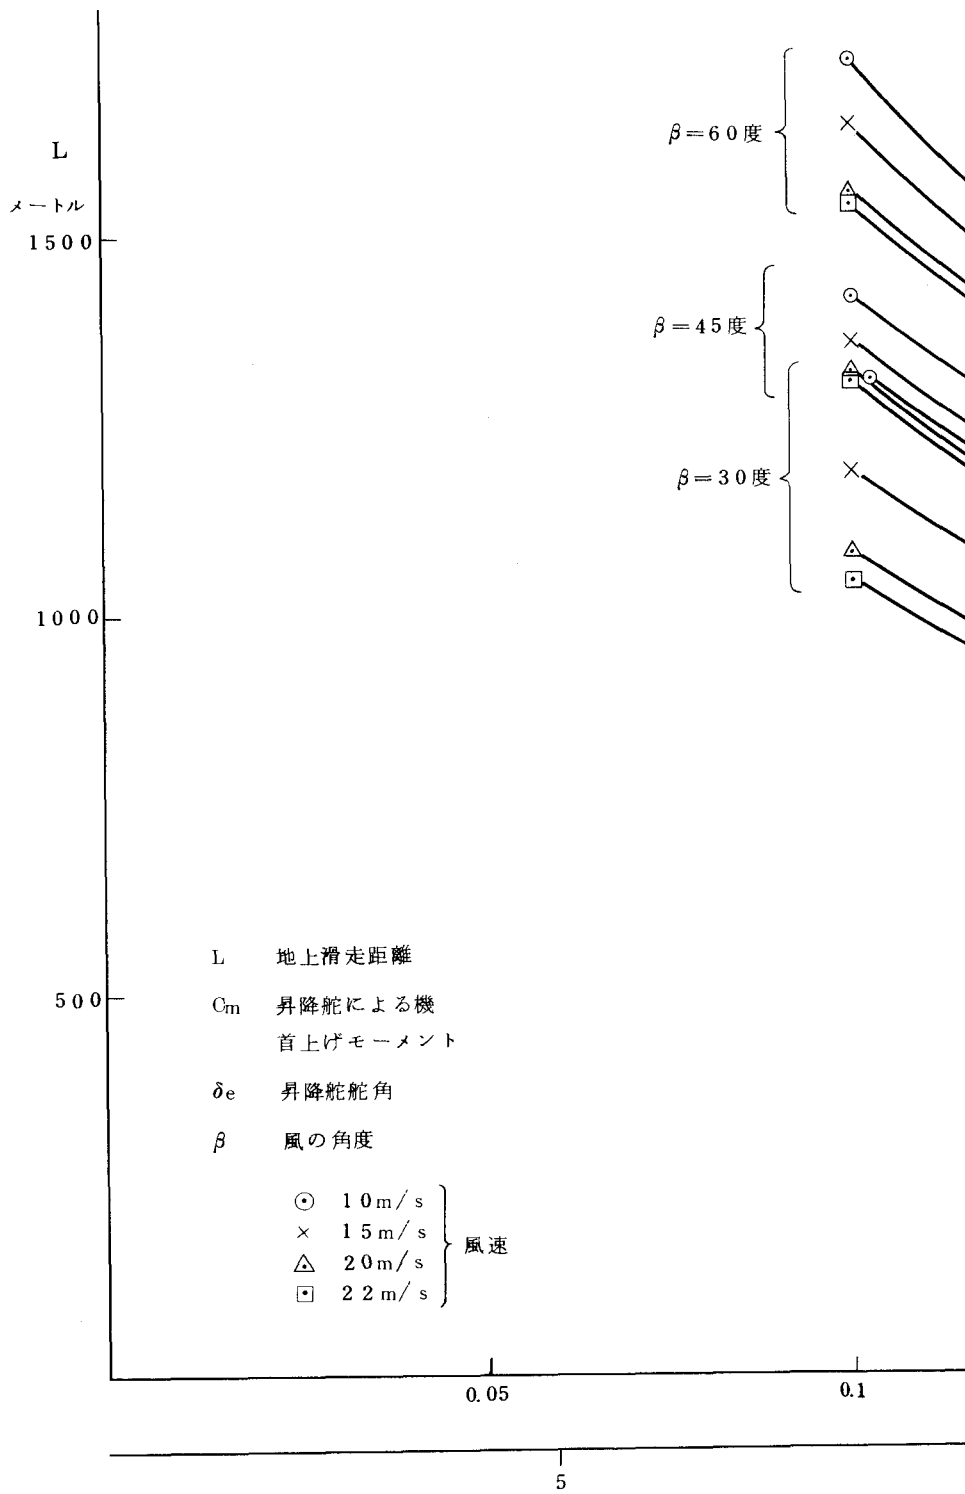 β=60度
L
メートル
1500
β=45度
β=30度
1000
L 地上滑走距離
500
Cm 昇降舵による機
首上げモーメント
δe 昇降舵舵角
β 風の角度
10m/s
15m/s
風速
20m/s
22m/s
0.05
0.1
5